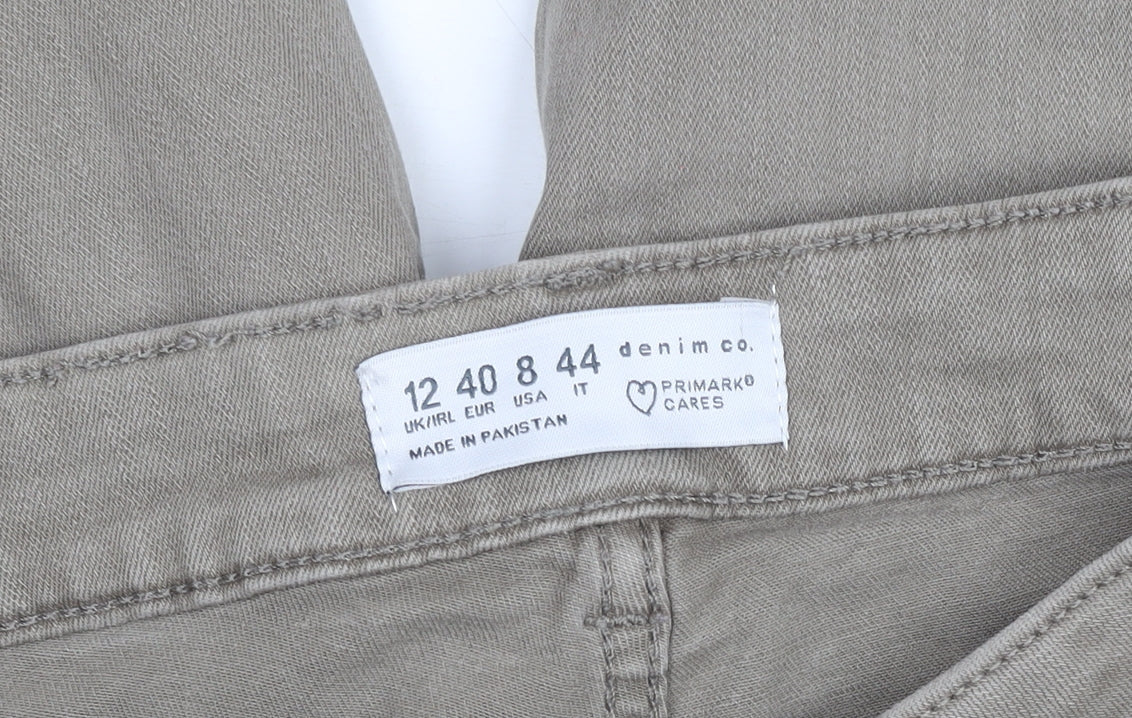 12 40 8 44
UK/IRL EUR USA IT
MADE IN PAKISTAN
denim co.
PRIMARK®
CARES